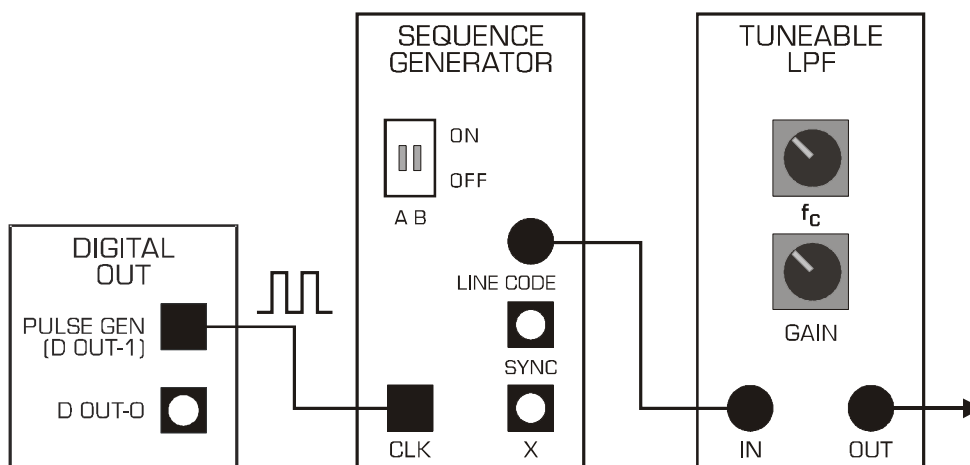 DIGITAL
OUT
PULSE GEN
(D OUT-1)
D OUT-0
SEQUENCE
GENERATOR
ON
OFF
A B
LINE CODE
SYNC
CLK
X
TUNEABLE
LPF
fC
GAIN
IN
OUT